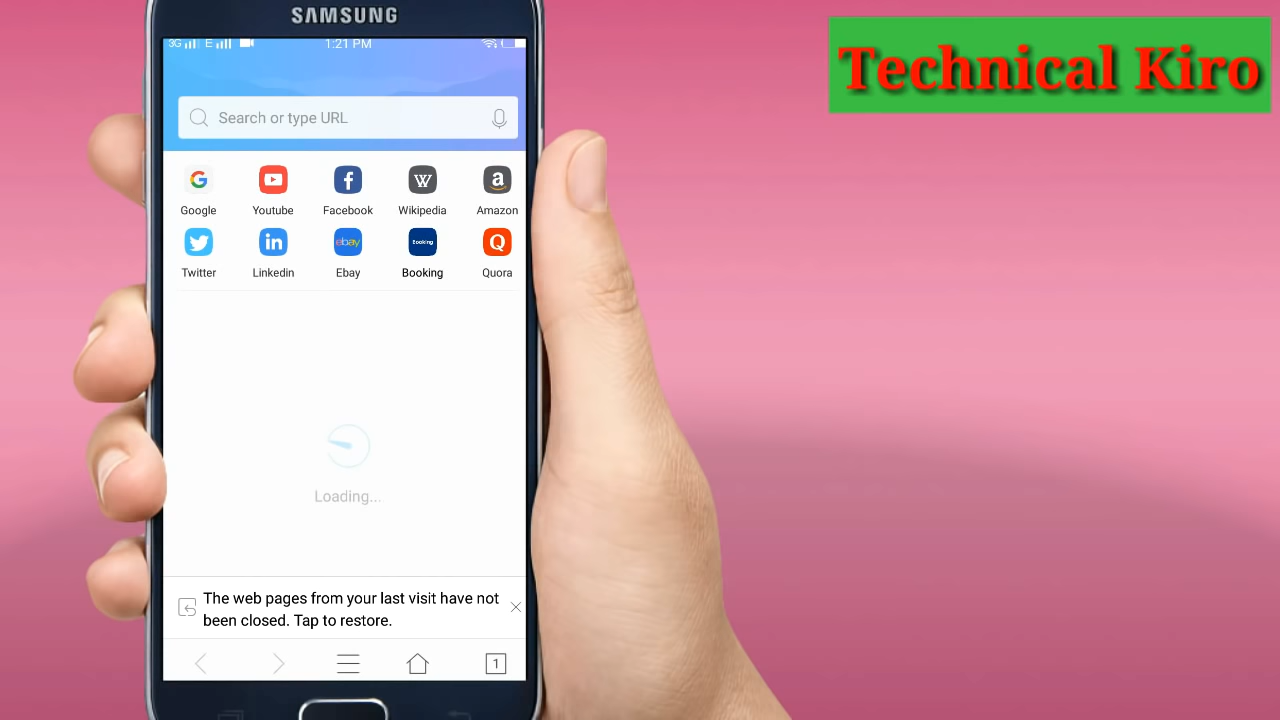 SAMSUNG
Technical Kiro
3G E 1:21 PM
Search or type URL
Google Youtube Facebook Wikipedia Amazon
Booking
Twitter Linkedin Ebay Booking Quora
Loading...
The web pages from your last visit have not
been closed. Tap to restore.
1